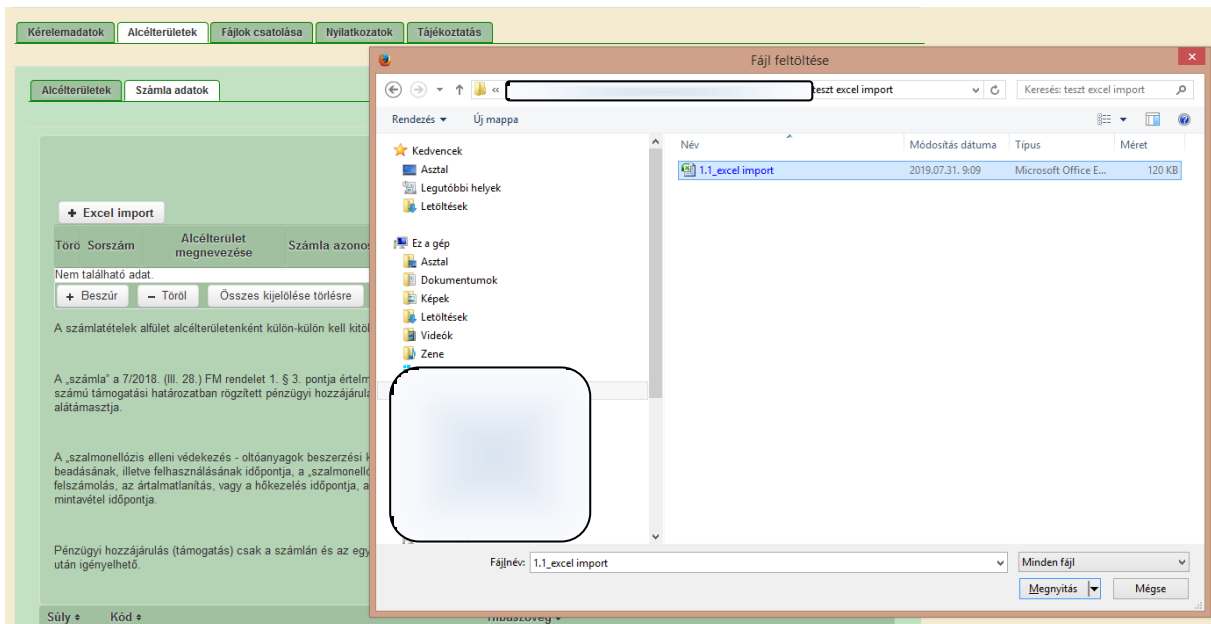 Kérelemadatok Alcélterületek Fájlok csatolása Nyilatkozatok Tájékoztatás
Alcélterületek Számla adatok
+ Excel import
Törö Sorszám Alcélterület megnevezése Számla azonos
Nem található adat.
+ Beszúr − Töröl Összes kijelölése törlésre
A számlatételek alfület alcélterületenként külön-külön kell kitöl
A „számla” a 7/2018. (III. 28.) FM rendelet 1. § 3. pontja értelm
számú támogatási határozatban rögzített pénzügyi hozzájárula
alátámasztja.
A „szalmonellózis elleni védekezés - oltóanyagok beszerzési k
beadásának, illetve felhasználásának időpontja, a „szalmonelló
felszámolás, az ártalmatlanítás, vagy a hőkezelés időpontja, a
mintavétel időpontja.
Pénzügyi hozzájárulás (támogatás) csak a számlán és az egy
után igényelhető.
Súly Kód Hibaszöveg
Fájl feltöltése
« teszt excel import Keresés: teszt excel import
Rendezés Új mappa
Kedvencek
Asztal
Legutóbbi helyek
Letöltések
Ez a gép
Asztal
Dokumentumok
Képek
Letöltések
Videók
Zene
Név Módosítás dátuma Típus Méret
1.1_excel import 2019.07.31. 9:09 Microsoft Office E... 120 KB
Fájlnév: 1.1_excel import Minden fájl
Megnyitás Mégse